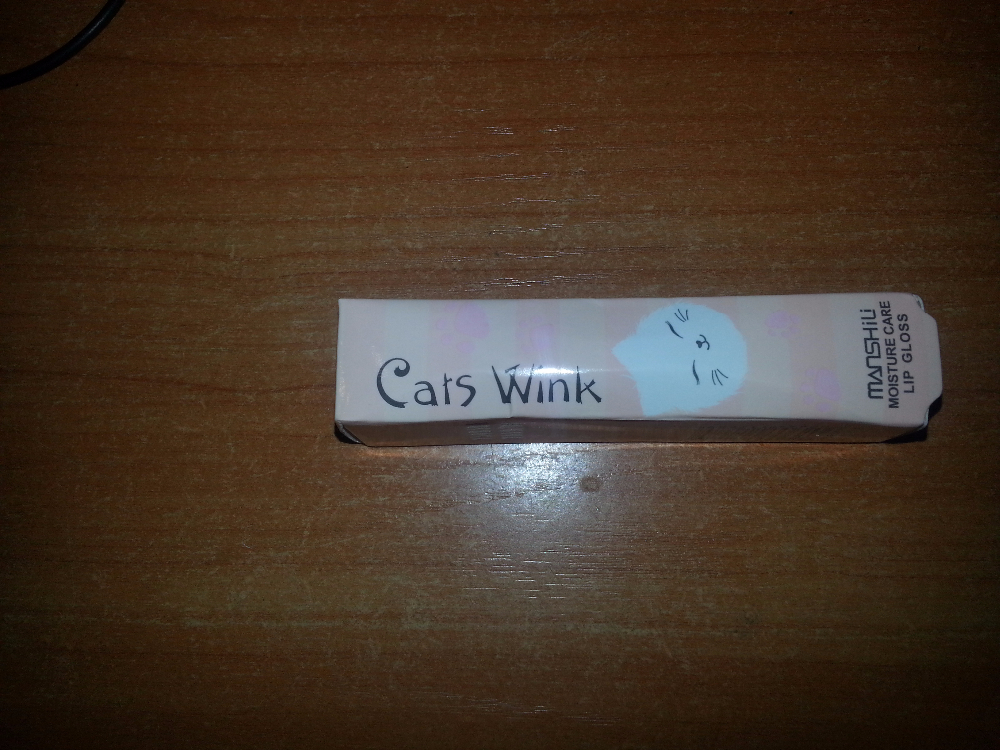 Cats Wink
MANSHILI
MOISTURE CARE
LIP GLOSS